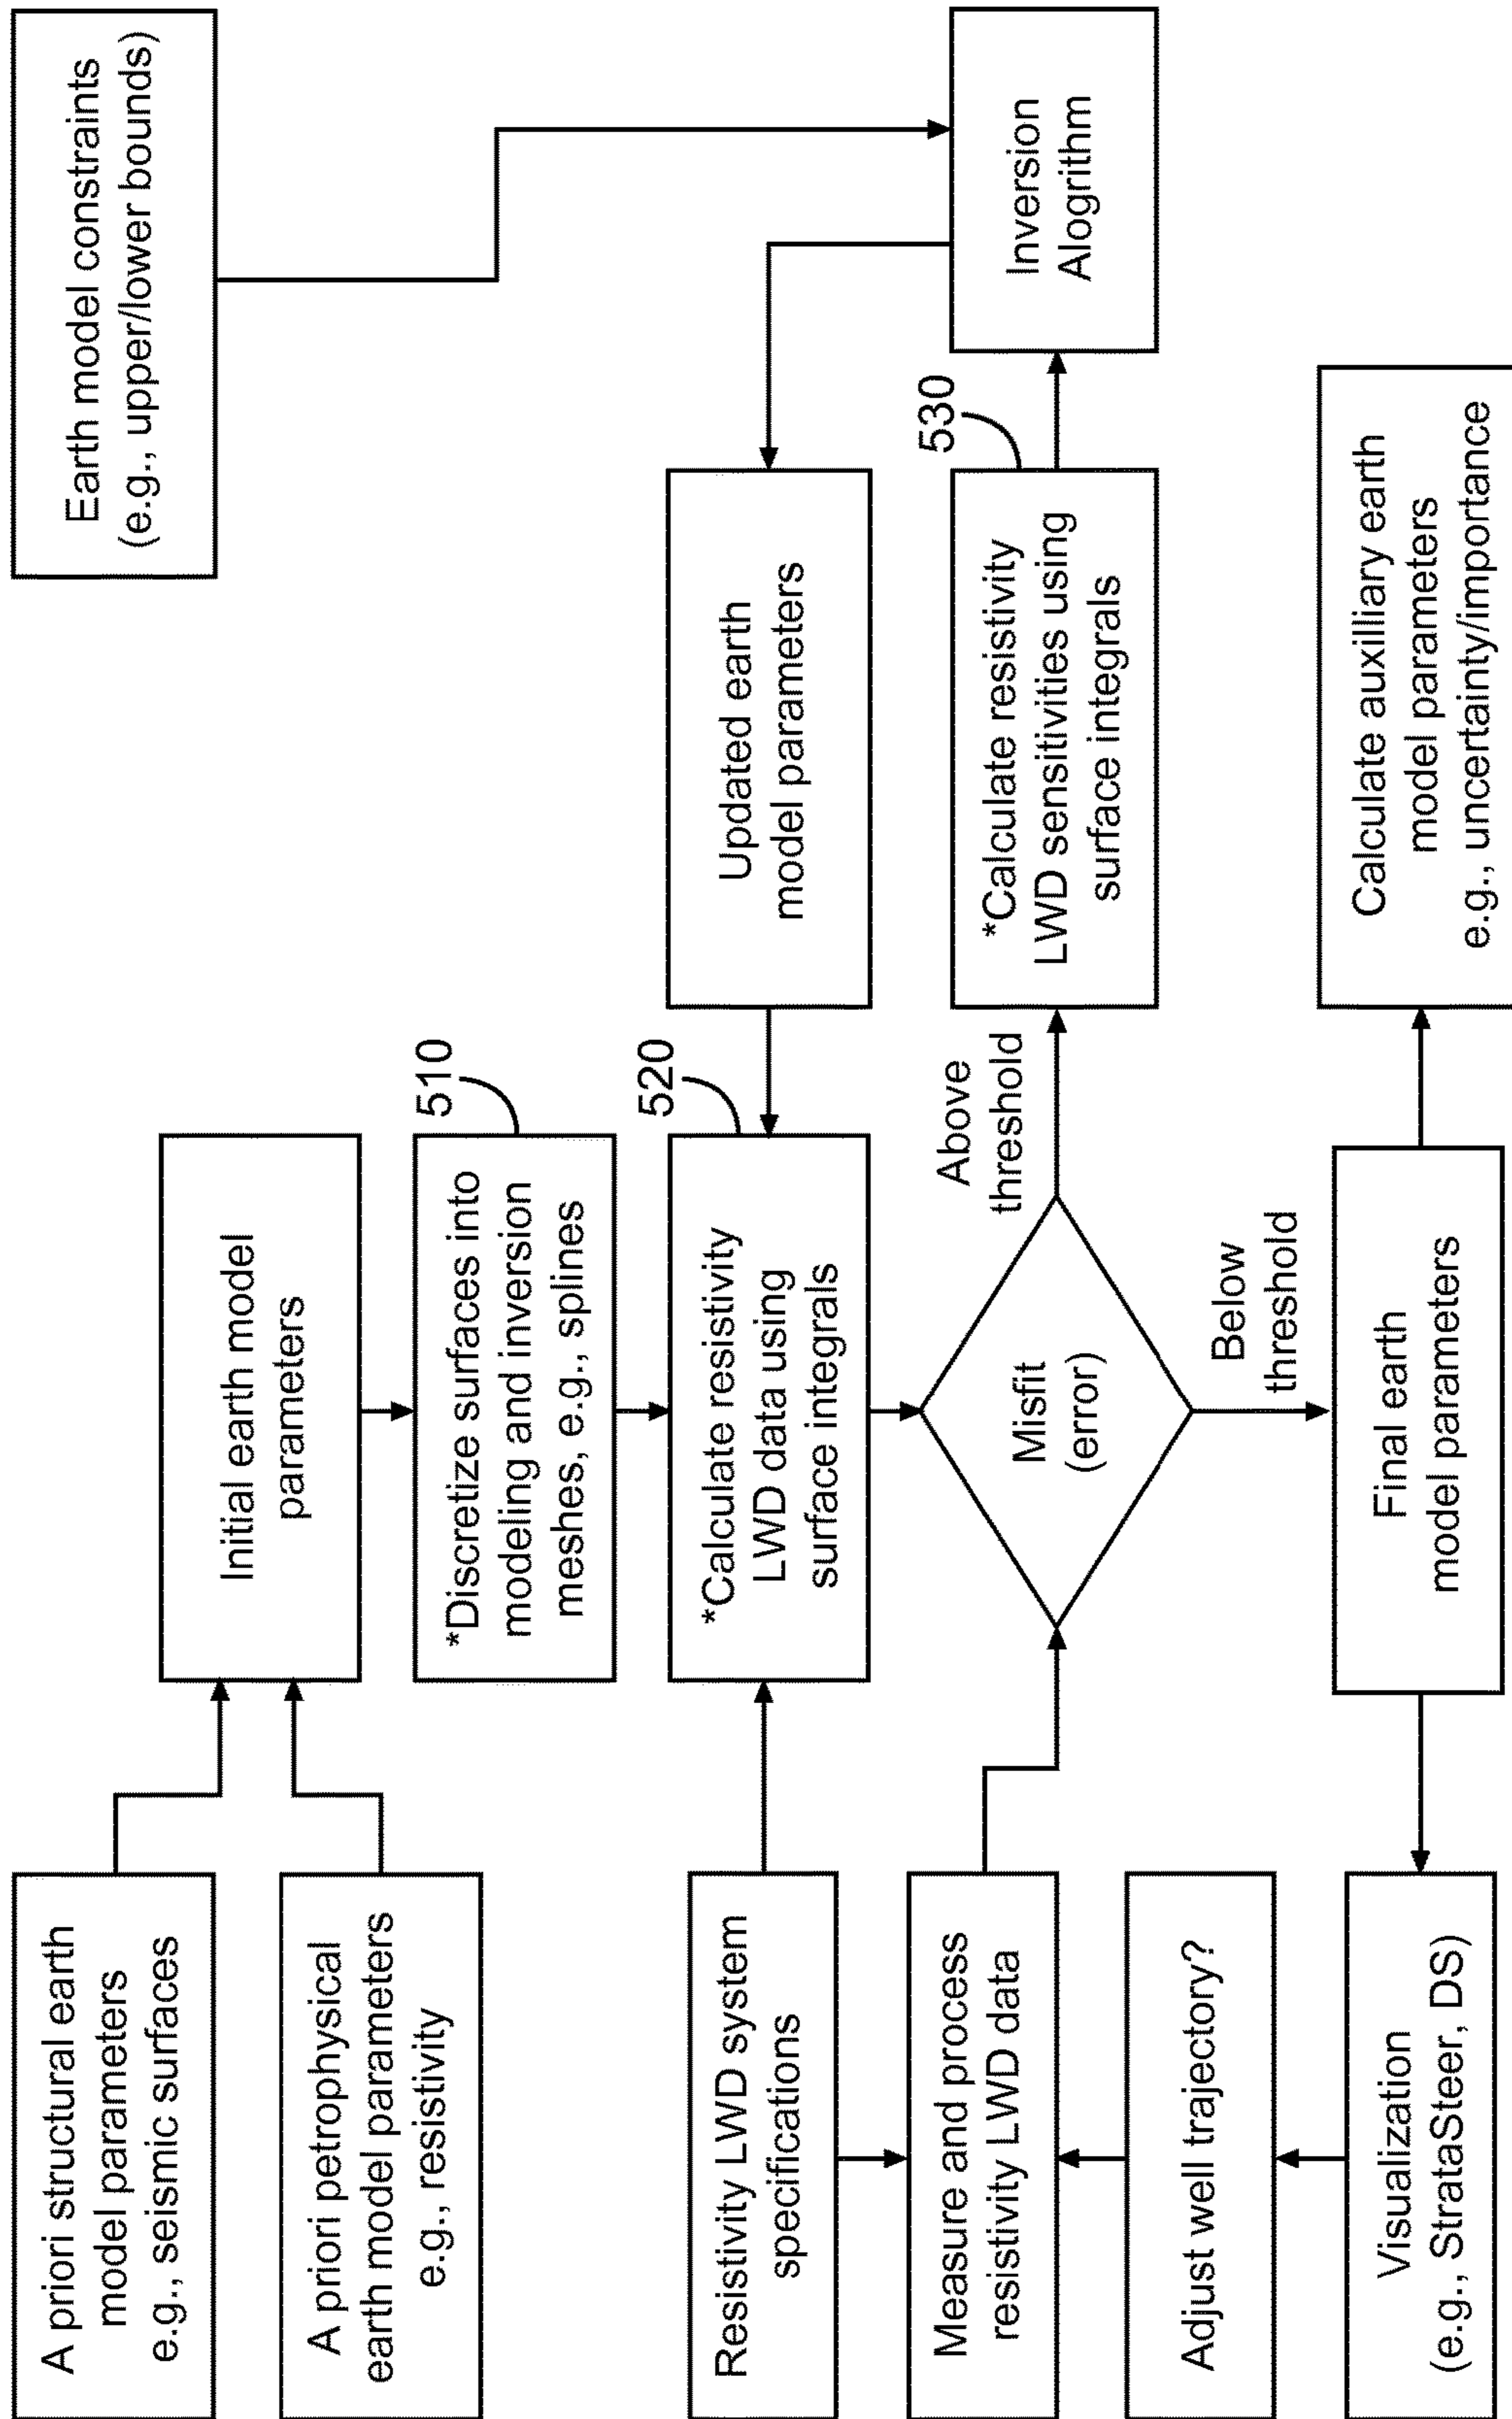 A priori structural earth
model parameters
e.g., seismic surfaces
A priori petrophysical
earth model parameters
e.g., resistivity
Initial earth model
parameters
Earth model constraints
(e.g., upper/lower bounds)
510
*Discretize surfaces into
modeling and inversion
meshes, e.g., splines
Resistivity LWD system
specifications
520
*Calculate resistivity
LWD data using
surface integrals
Updated earth
model parameters
Measure and process
resistivity LWD data
Misfit
(error)
Above
threshold
530
*Calculate resistivity
LWD sensitivities using
surface integrals
Inversion
Alogrithm
Adjust well trajectory?
Below
threshold
Visualization
(e.g., StrataSteer, DS)
Final earth
model parameters
Calculate auxilliary earth
model parameters
e.g., uncertainty/importance